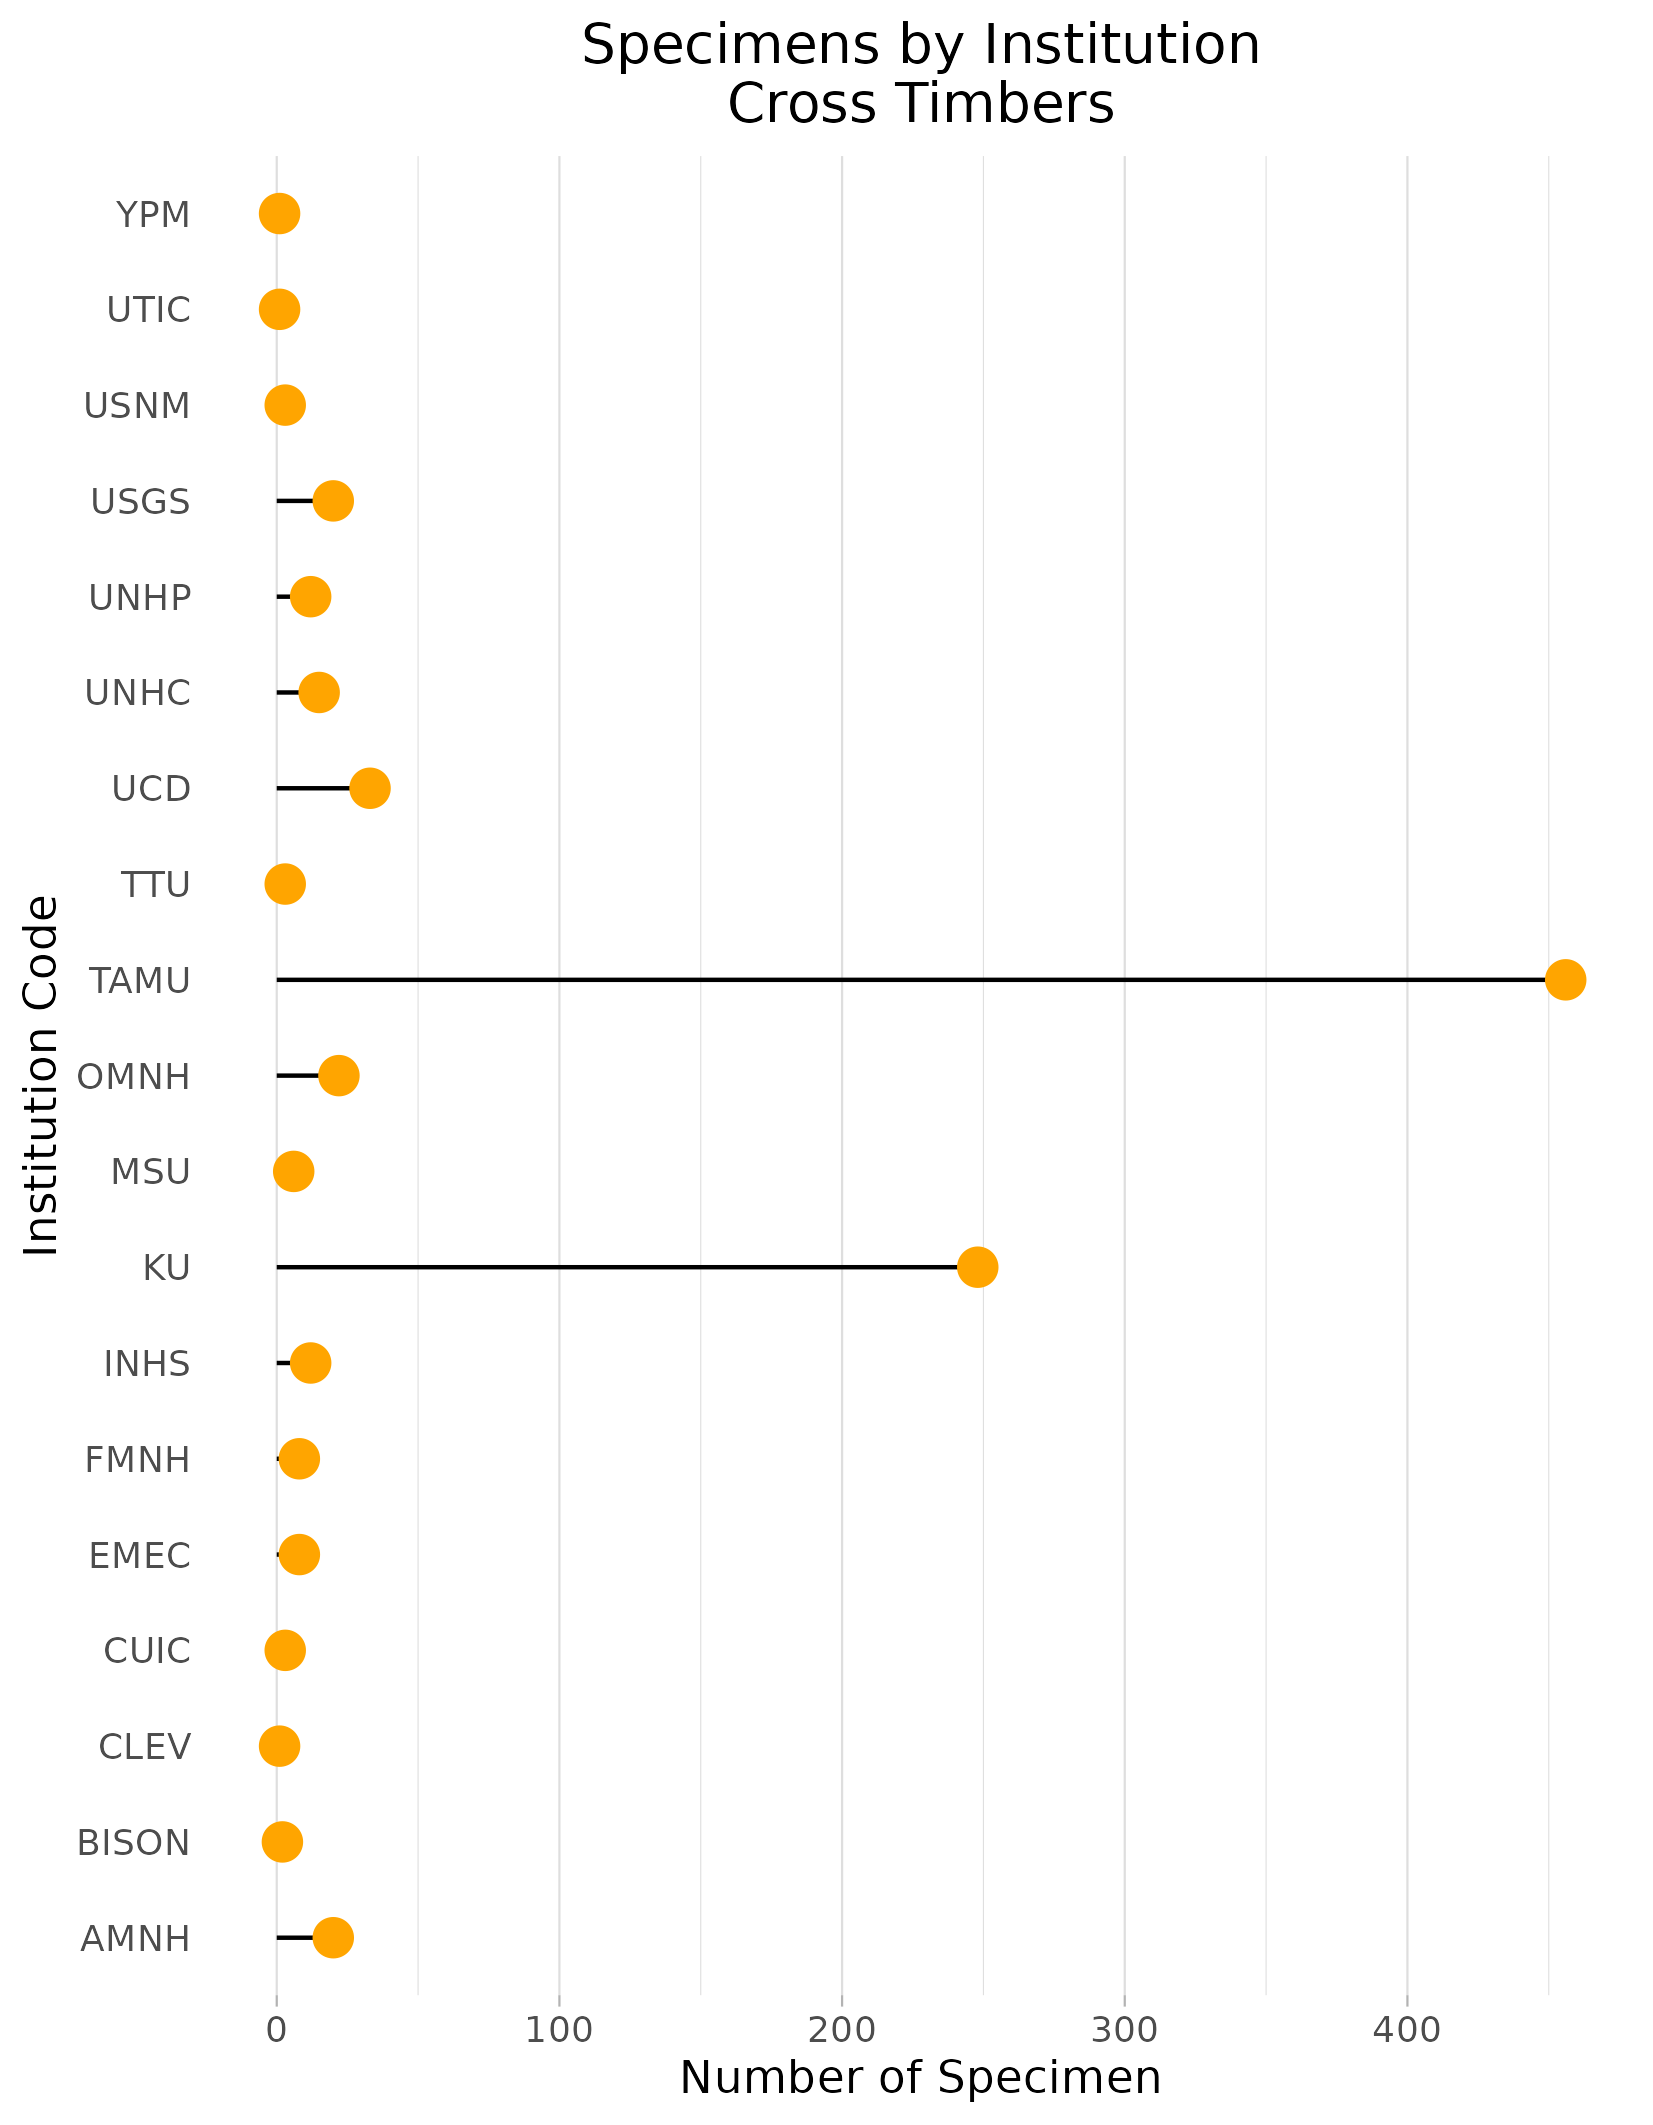 Specimens by Institution
Cross Timbers
Institution Code
YPM
UTIC
USNM
USGS
UNHP
UNHC
UCD
TTU
TAMU
OMNH
MSU
KU
INHS
FMNH
EMEC
CUIC
CLEV
BISON
AMNH
0 100 200 300 400
Number of Specimen